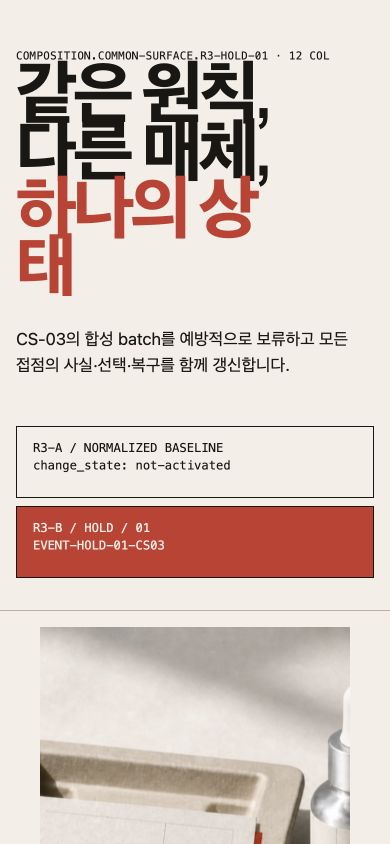 COMPOSITION.COMMON-SURFACE.R3-HOLD-01 · 12 COL
같은 원칙,
다른 매체,
하나의 상
태
CS-03의 합성 batch를 예방적으로 보류하고 모든
접점의 사실·선택·복구를 함께 갱신합니다.
R3-A / NORMALIZED BASELINE
change_state: not-activated
R3-B / HOLD / 01
EVENT-HOLD-01-CS03